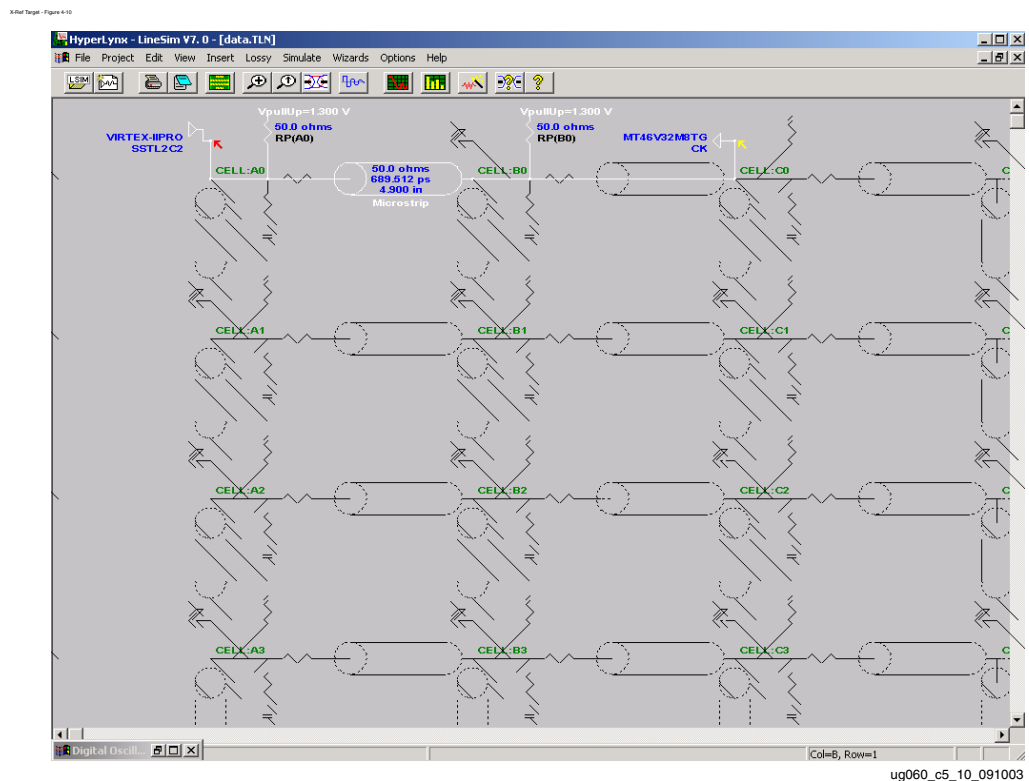 X-Ref Target - Figure 4-10
HyperLynx - LineSim V7.0 - [data.TLN]
File Project Edit View Insert Lossy Simulate Wizards Options Help
LSIM
VpullUp=1.300 V
50.0 ohms
RP(A0)
VpullUp=1.300 V
50.0 ohms
RP(B0)
VIRTEX-IIPRO
SSTL2C2
MT46V32M8TG
CK
CELL:A0
50.0 ohms
689.512 ps
4.900 in
Microstrip
CELL:B0
CELL:C0
C
CELL:A1
CELL:B1
CELL:C1
C
CELL:A2
CELL:B2
CELL:C2
C
CELL:A3
CELL:B3
CELL:C3
C
Digital Oscill...
Col=B, Row=1
ug060_c5_10_091003